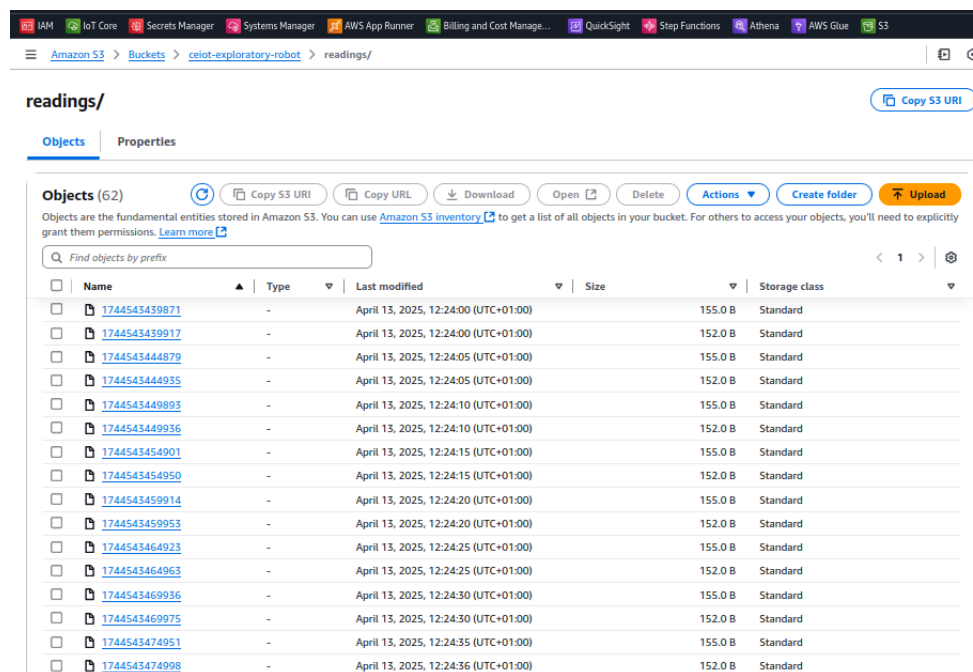 IAM IoT Core Secrets Manager Systems Manager AWS App Runner Billing and Cost Manage... QuickSight Step Functions Athena AWS Glue S3
Amazon S3 > Buckets > ceiot-exploratory-robot > readings/
readings/
Copy S3 URI
Objects Properties
Objects (62) Copy S3 URI Copy URL Download Open Delete Actions Create folder Upload
Objects are the fundamental entities stored in Amazon S3. You can use Amazon S3 inventory to get a list of all objects in your bucket. For others to access your objects, you'll need to explicitly
grant them permissions. Learn more
Find objects by prefix
1
Name Type Last modified Size Storage class
1744543439871 - April 13, 2025, 12:24:00 (UTC+01:00) 155.0 B Standard
1744543439917 - April 13, 2025, 12:24:00 (UTC+01:00) 152.0 B Standard
1744543444879 - April 13, 2025, 12:24:05 (UTC+01:00) 155.0 B Standard
1744543444935 - April 13, 2025, 12:24:05 (UTC+01:00) 152.0 B Standard
1744543449893 - April 13, 2025, 12:24:10 (UTC+01:00) 155.0 B Standard
1744543449936 - April 13, 2025, 12:24:10 (UTC+01:00) 152.0 B Standard
1744543454901 - April 13, 2025, 12:24:15 (UTC+01:00) 155.0 B Standard
1744543454950 - April 13, 2025, 12:24:15 (UTC+01:00) 152.0 B Standard
1744543459914 - April 13, 2025, 12:24:20 (UTC+01:00) 155.0 B Standard
1744543459953 - April 13, 2025, 12:24:20 (UTC+01:00) 152.0 B Standard
1744543464923 - April 13, 2025, 12:24:25 (UTC+01:00) 155.0 B Standard
1744543464963 - April 13, 2025, 12:24:25 (UTC+01:00) 152.0 B Standard
1744543469936 - April 13, 2025, 12:24:30 (UTC+01:00) 155.0 B Standard
1744543469975 - April 13, 2025, 12:24:30 (UTC+01:00) 152.0 B Standard
1744543474951 - April 13, 2025, 12:24:35 (UTC+01:00) 155.0 B Standard
1744543474998 - April 13, 2025, 12:24:36 (UTC+01:00) 152.0 B Standard